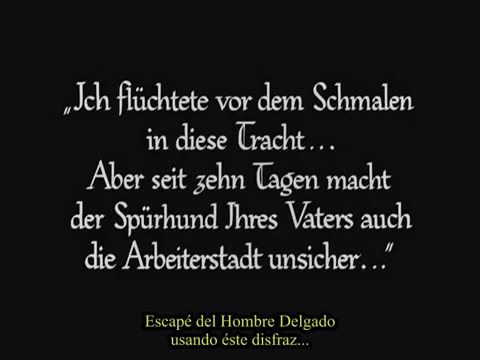 „Ich flüchtete vor dem Schmalen
in diese Tracht...
Aber seit zehn Tagen macht
der Spürhund Ihres Vaters auch
die Arbeiterstadt unsicher...“
Escapé del Hombre Delgado
usando éste disfraz...